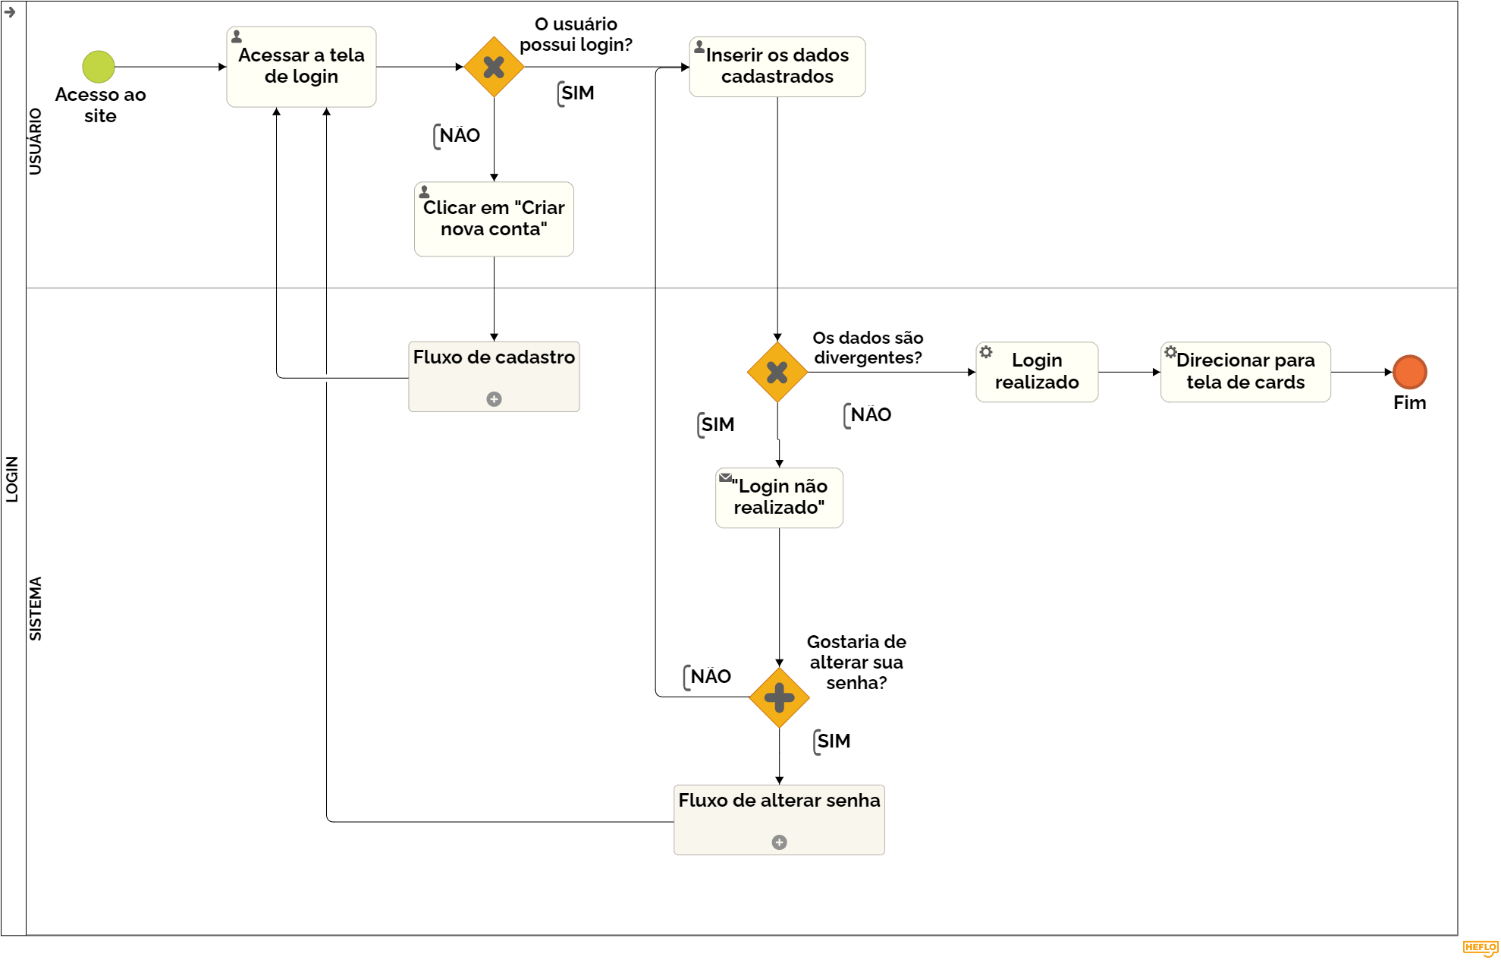 O usuário
possui login?
Acessar a tela
de login
Inserir os dados
cadastrados
Acesso ao
site
SIM
NÃO
USUÁRIO
Clicar em "Criar
nova conta"
Fluxo de cadastro
Os dados são
divergentes?
Login
realizado
Direcionar para
tela de cards
Fim
SIM
NÃO
LOGIN
"Login não
realizado"
SISTEMA
Gostaria de
alterar sua
senha?
NÃO
SIM
Fluxo de alterar senha
HEFLO